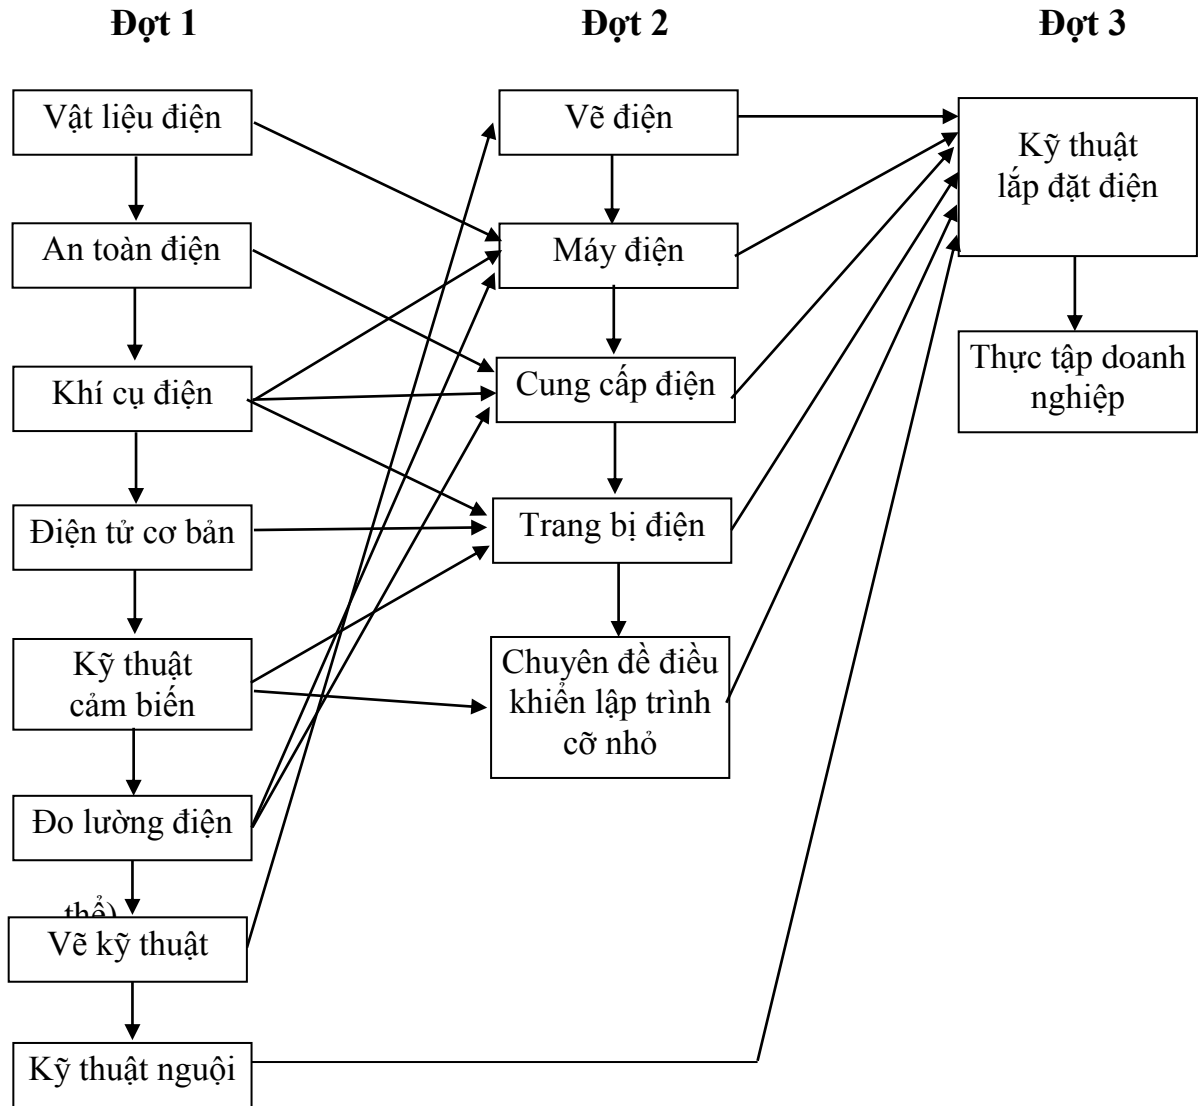 Đợt 1
Đợt 2
Đợt 3
Vật liệu điện
An toàn điện
Khí cụ điện
Điện tử cơ bản
Kỹ thuật
cảm biến
Đo lường điện
thể)
Vẽ kỹ thuật
Kỹ thuật nguội
Vẽ điện
Máy điện
Cung cấp điện
Trang bị điện
Chuyên đề điều
khiển lập trình
cỡ nhỏ
Kỹ thuật
lắp đặt điện
Thực tập doanh
nghiệp